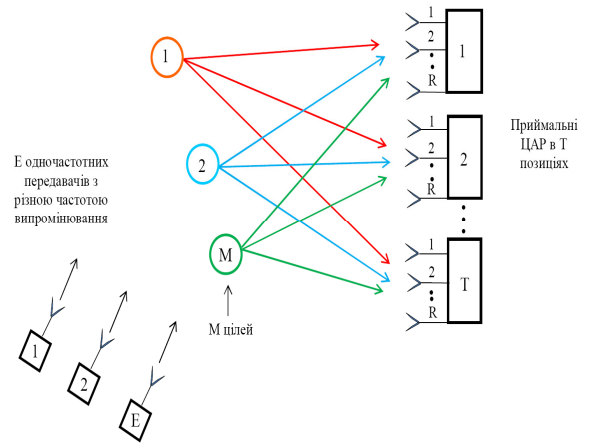 Е одночастотних
передавачів з
різною частотою
випромінювання
1
2
Е
1
2
М
М цілей
1
2
R
1
1
2
R
2
1
2
R
Т
Приймальні
ЦАР в Т
позиціях